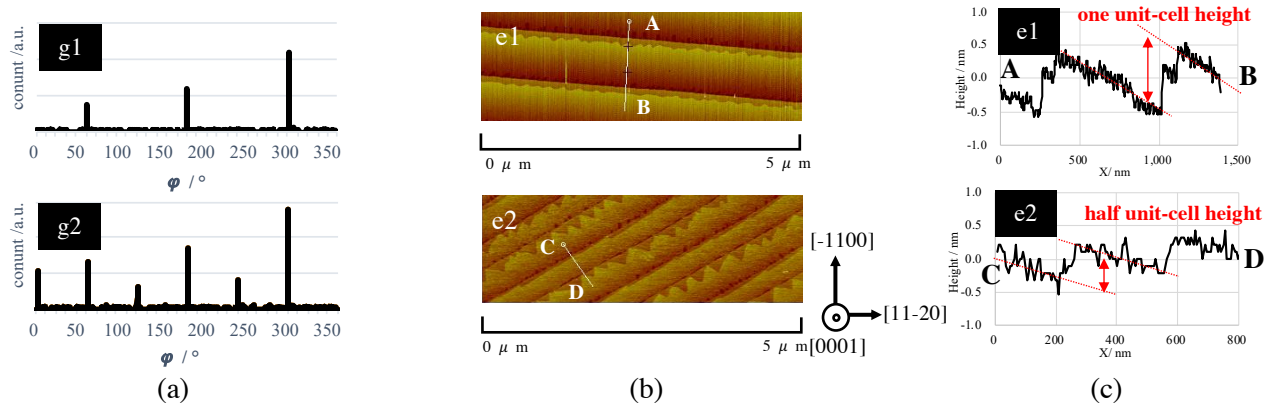 g1
conunt /a.u.
0 50 100 150 200 250 300 350
φ / °
g2
conunt /a.u.
0 50 100 150 200 250 300 350
φ / °
(a)
e1
A
B
0 μ m 5 μ m
e2
C
D
0 μ m 5 μ m
[-1100]
[11-20]
[0001]
(b)
e1
one unit-cell height
A
B
Height / nm
1.0
0.5
0.0
-0.5
-1.0
0 500 1,000 1,500
X/ nm
e2
half unit-cell height
C
D
Height / nm
1.0
0.5
0.0
-0.5
-1.0
0 200 400 600 800
X/ nm
(c)